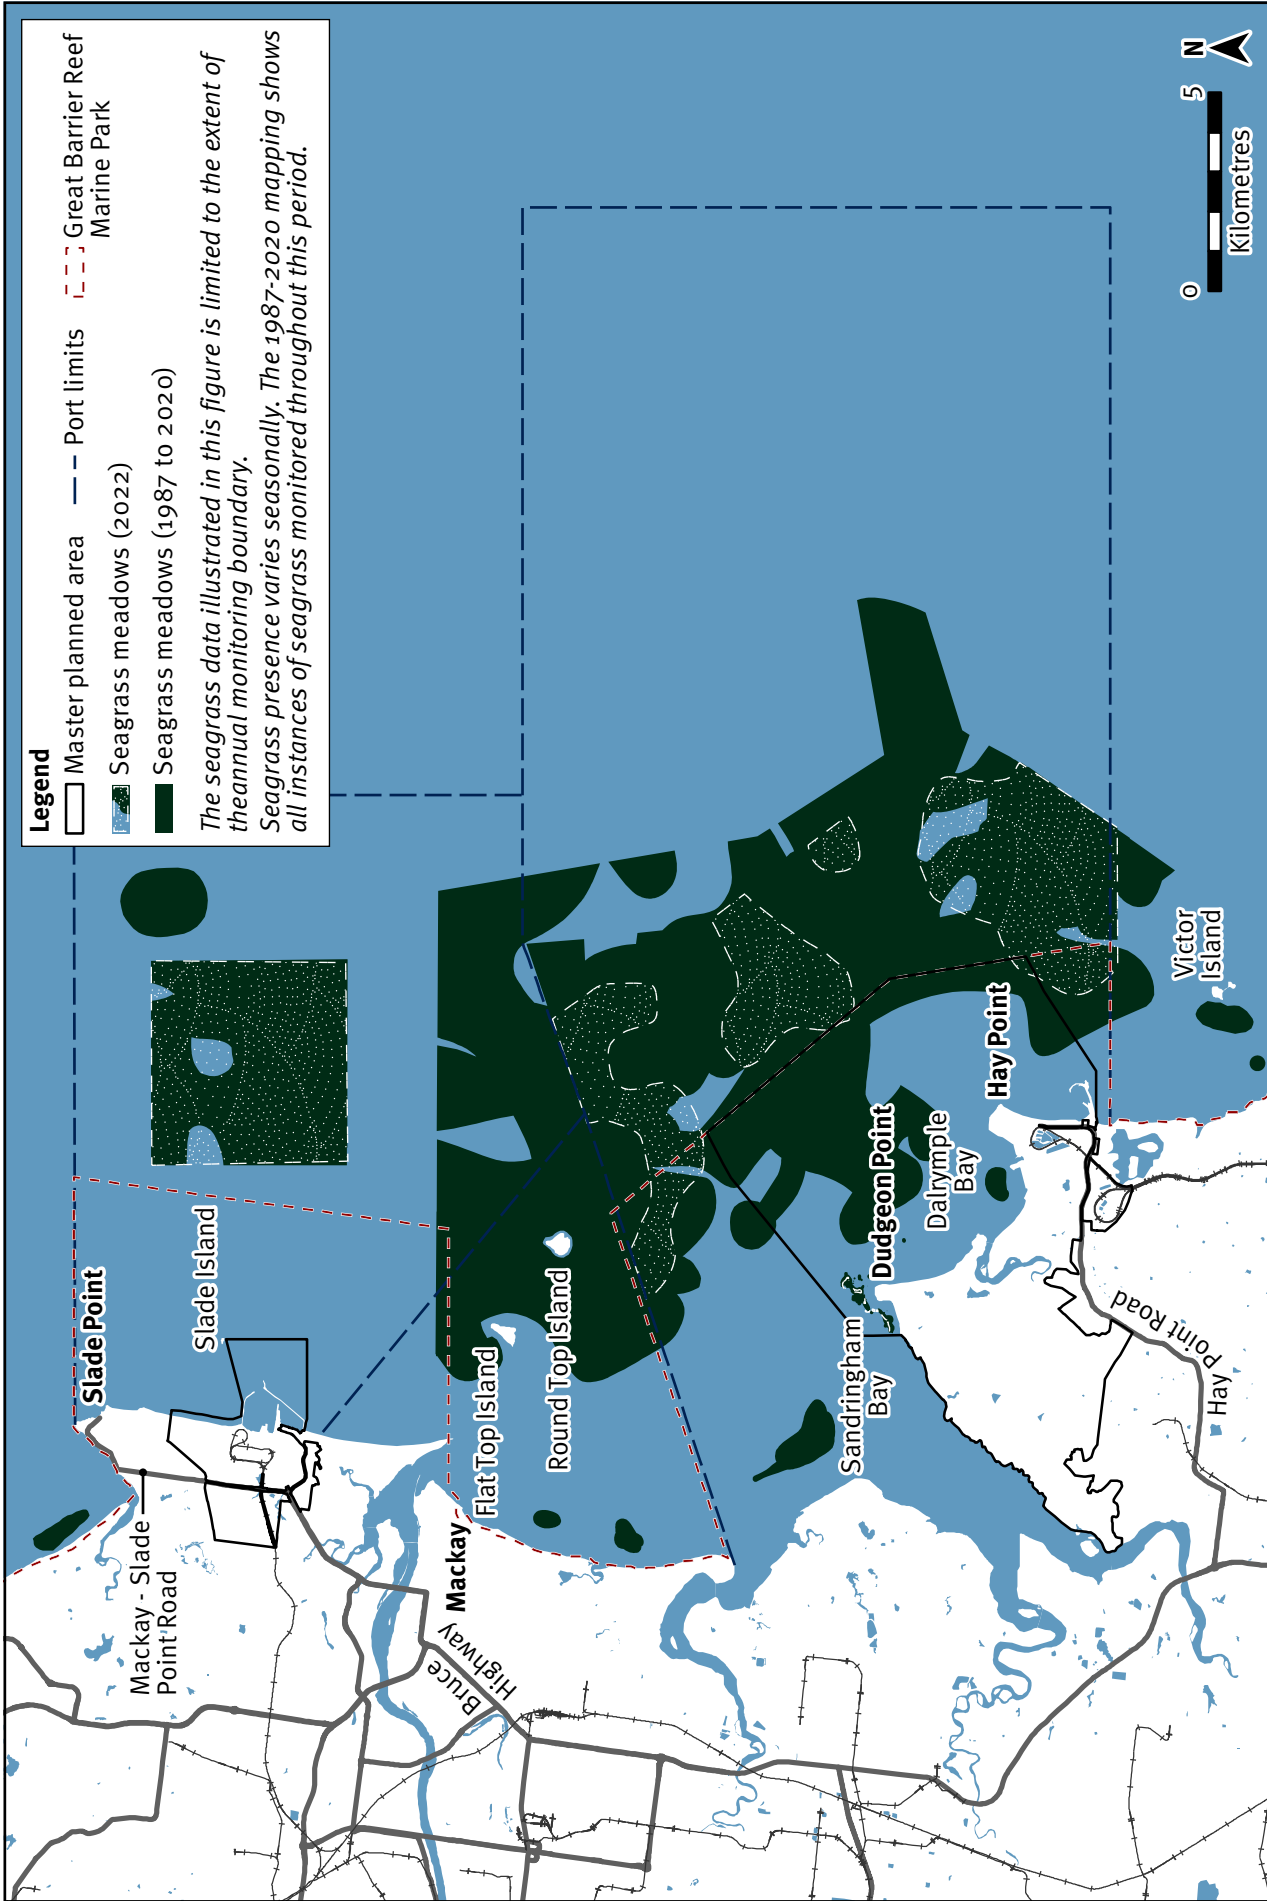 Legend
Master planned area
Port limits
Great Barrier Reef
Marine Park
Seagrass meadows (2022)
Seagrass meadows (1987 to 2020)
The seagrass data illustrated in this figure is limited to the extent of
theannual monitoring boundary.
Seagrass presence varies seasonally. The 1987-2020 mapping shows
all instances of seagrass monitored throughout this period.
Slade Point
Slade Island
Mackay - Slade
Point Road
Mackay
Bruce
Highway
Flat Top Island
Round Top Island
Sandringham
Bay
Dudgeon Point
Dalrymple
Bay
Hay Point
Victor
Island
Hay Point Road
0
5
Kilometres
N